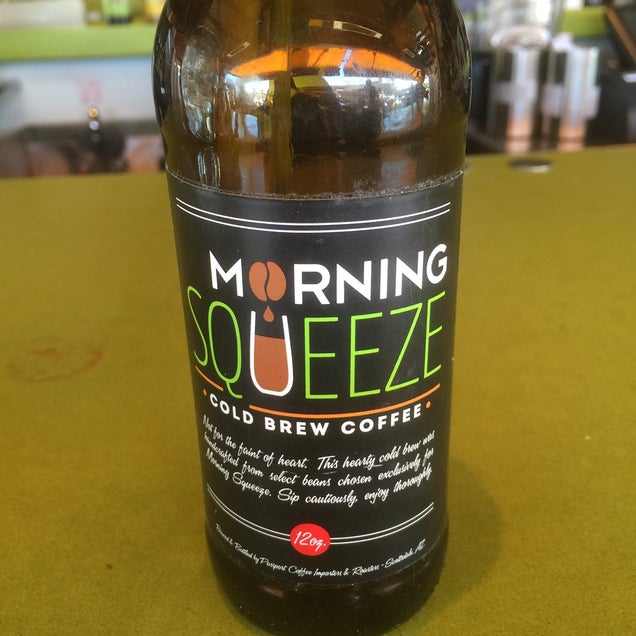 MORNING
SQUEEZE
COLD BREW COFFEE
Not for the faint of heart. This hearty cold brew was
handcrafted from select beans chosen exclusively for
Morning Squeeze. Sip cautiously, enjoy thoroughly.
12oz.
Brewed & Bottled by Passport Coffee Importers & Roasters - Scottsdale, AZ